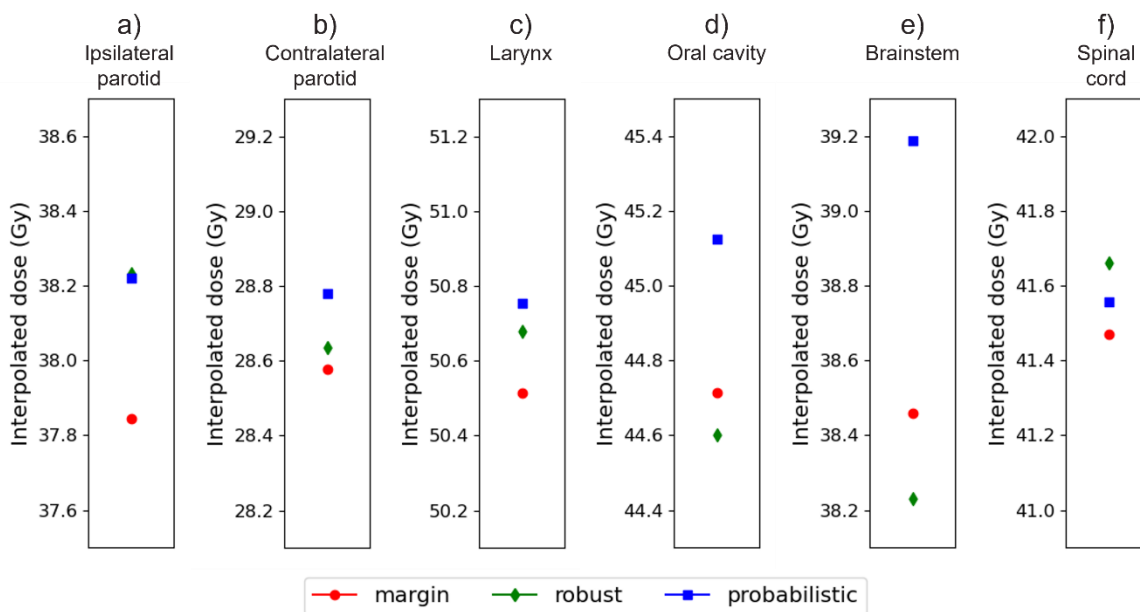 a)
Ipsilateral
parotid
b)
Contralateral
parotid
c)
Larynx
d)
Oral cavity
e)
Brainstem
f)
Spinal
cord
Interpolated dose (Gy)
38.6
38.4
38.2
38.0
37.8
37.6
Interpolated dose (Gy)
29.2
29.0
28.8
28.6
28.4
28.2
Interpolated dose (Gy)
51.2
51.0
50.8
50.6
50.4
50.2
Interpolated dose (Gy)
45.4
45.2
45.0
44.8
44.6
44.4
Interpolated dose (Gy)
39.2
39.0
38.8
38.6
38.4
38.2
Interpolated dose (Gy)
42.0
41.8
41.6
41.4
41.2
41.0
margin robust probabilistic